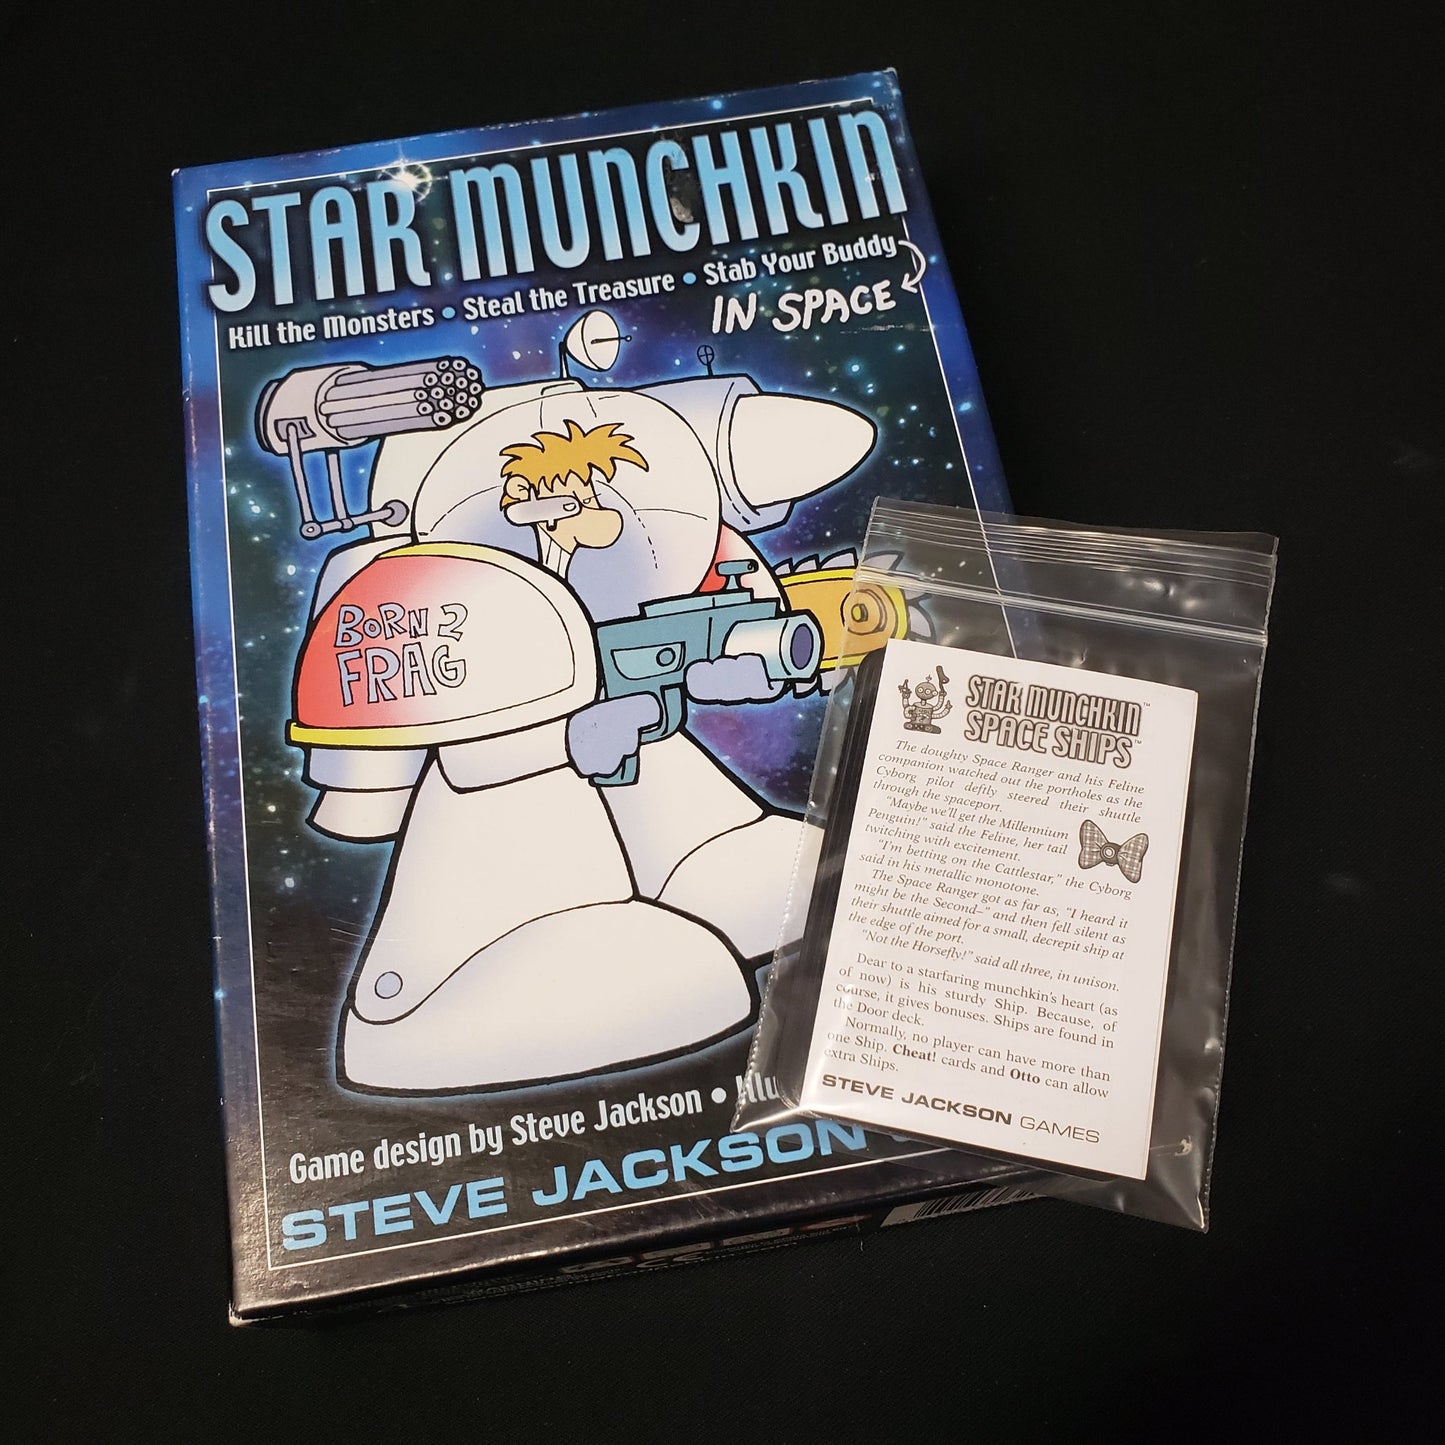 STAR MUNCHKIN
Kill the Monsters • Steal the Treasure • Stab Your Buddy
IN SPACE
BORN 2
FRAG
Game design by Steve Jackson •
STEVE JACKSON
STAR MUNCHKIN™
SPACE SHIPS™
The doughty Space Ranger and his Feline
companion watched out the portholes as the
Cyborg pilot deftly steered their shuttle
through the spaceport.
"Maybe we'll get the Millennium
Penguin!" said the Feline, her tail
twitching with excitement.
"I'm betting on the Cattlestar," the Cyborg
said in his metallic monotone.
The Space Ranger got as far as, "I heard it
might be the Second–" and then fell silent as
their shuttle aimed for a small, decrepit ship at
the edge of the port.
"Not the Horsefly!" said all three, in unison.
Dear to a starfaring munchkin's heart (as
of now) is his sturdy Ship. Because, of
course, it gives bonuses. Ships are found in
the Door deck.
Normally, no player can have more than
one Ship. Cheat! cards and Otto can allow
extra Ships.
STEVE JACKSON GAMES